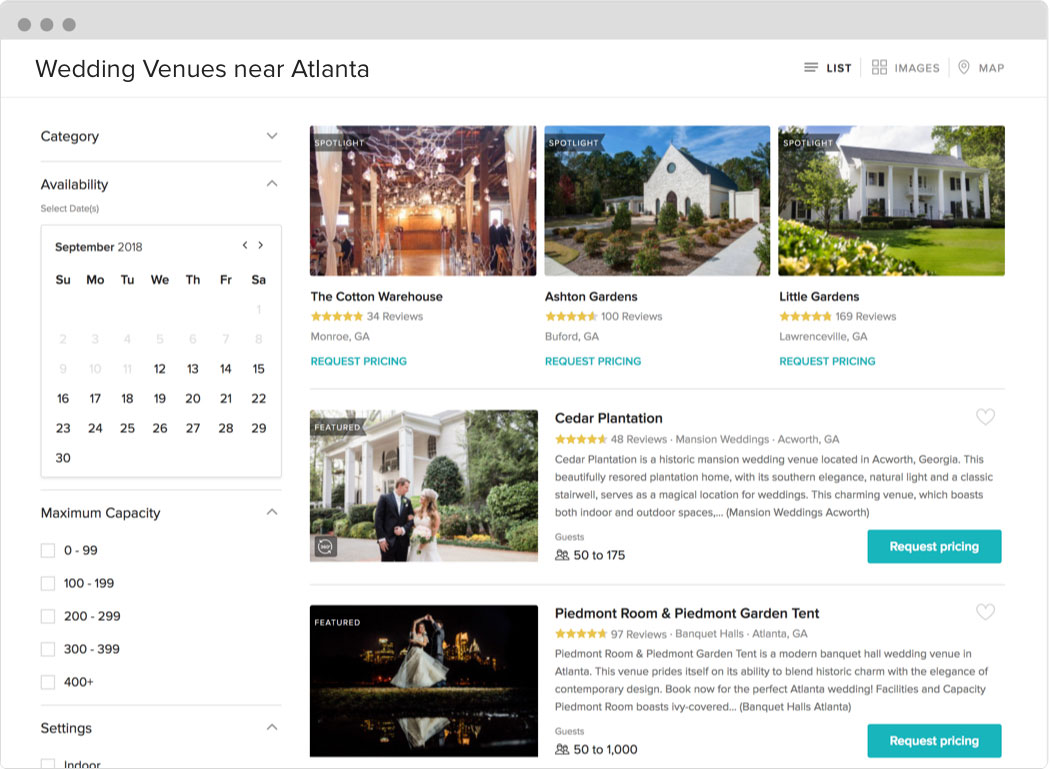 Wedding Venues near Atlanta
LIST
IMAGES
MAP
Category
Availability
Select Date(s)
September 2018
Su Mo Tu We Th Fr Sa
1
2 3 4 5 6 7 8
9 10 11 12 13 14 15
16 17 18 19 20 21 22
23 24 25 26 27 28 29
30
Maximum Capacity
0 - 99
100 - 199
200 - 299
300 - 399
400+
Settings
Indoor
SPOTLIGHT
The Cotton Warehouse
34 Reviews
Monroe, GA
REQUEST PRICING
SPOTLIGHT
Ashton Gardens
100 Reviews
Buford, GA
REQUEST PRICING
SPOTLIGHT
Little Gardens
169 Reviews
Lawrenceville, GA
REQUEST PRICING
FEATURED
360°
Cedar Plantation
48 Reviews · Mansion Weddings · Acworth, GA
Cedar Plantation is a historic mansion wedding venue located in Acworth, Georgia. This
beautifully resored plantation home, with its southern elegance, natural light and a classic
stairwell, serves as a magical location for weddings. This charming venue, which boasts
both indoor and outdoor spaces,... (Mansion Weddings Acworth)
Guests
50 to 175
Request pricing
FEATURED
Piedmont Room & Piedmont Garden Tent
97 Reviews · Banquet Halls · Atlanta, GA
Piedmont Room & Piedmont Garden Tent is a modern banquet hall wedding venue in
Atlanta. This venue prides itself on its ability to blend historic charm with the elegance of
contemporary design. Book now for the perfect Atlanta wedding! Facilities and Capacity
Piedmont Room boasts ivy-covered... (Banquet Halls Atlanta)
Guests
50 to 1,000
Request pricing